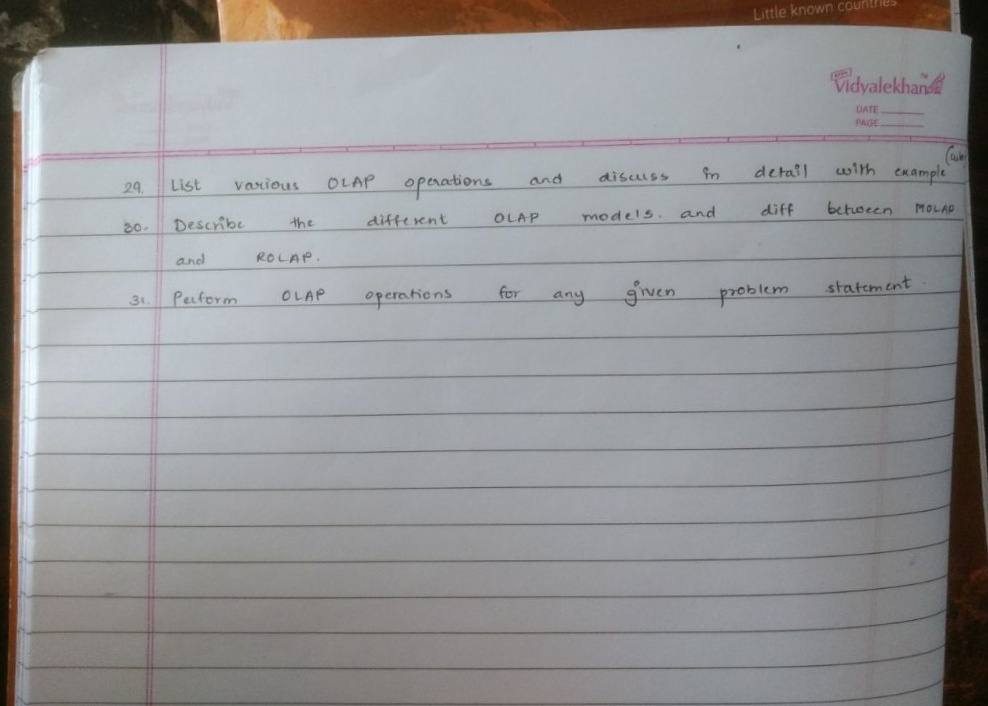 Little known countries
Vidyalekhan
DATE
PAGE
29. List various OLAP operations and discuss in detail with example
30. Describe the different OLAP models. and diff between MOLAP
and ROLAP.
31. Perform OLAP operations for any given problem statement.